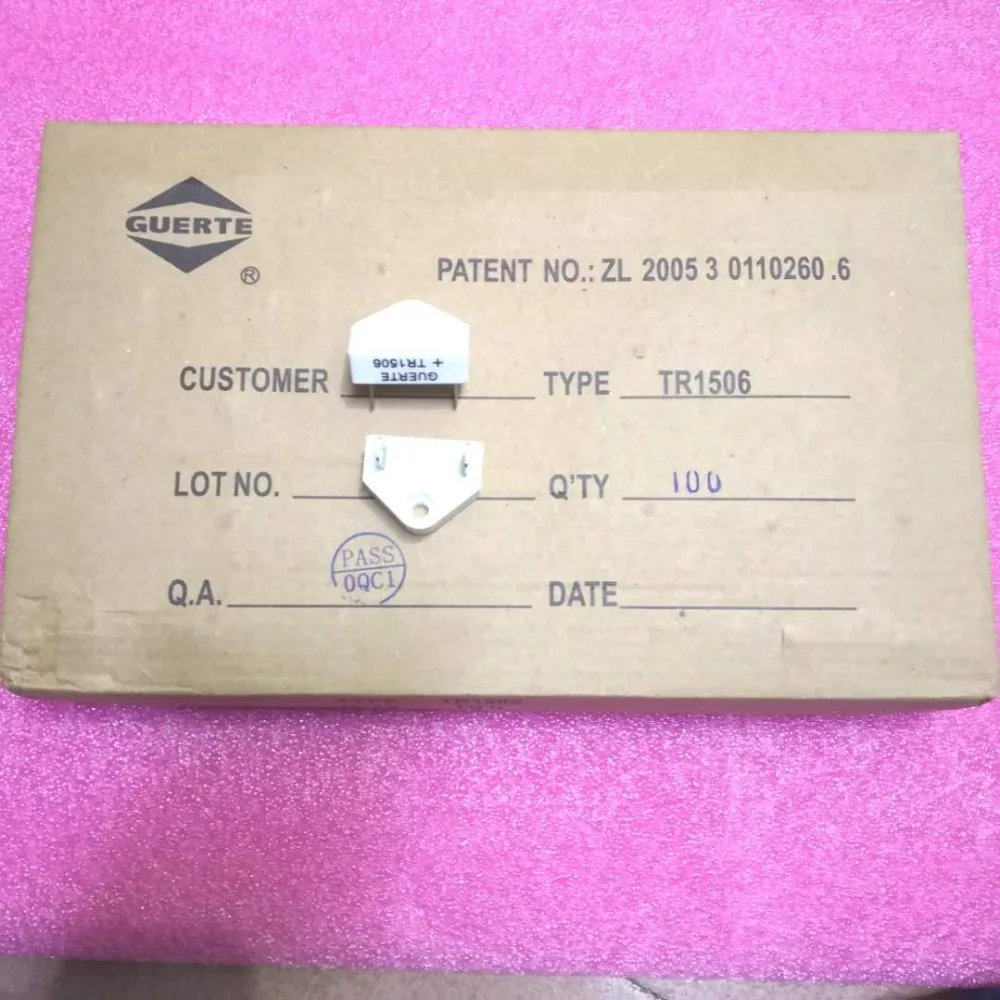 GUERTE
®
PATENT NO.: ZL 2005 3 0110260 .6
CUSTOMER
GUERTE
+ TR1506
TYPE TR1506
LOT NO.
Q'TY 100
PASS
OQC1
Q.A.
DATE